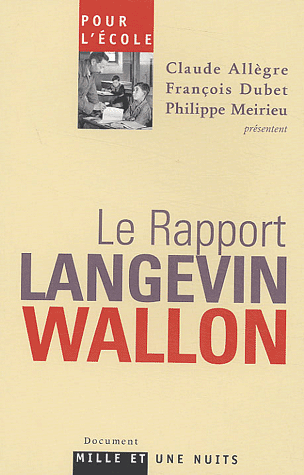 POUR
L'ÉCOLE
Claude Allègre
François Dubet
Philippe Meirieu
présentent
Le Rapport
LANGEVIN
WALLON
Document
MILLE ET UNE NUITS